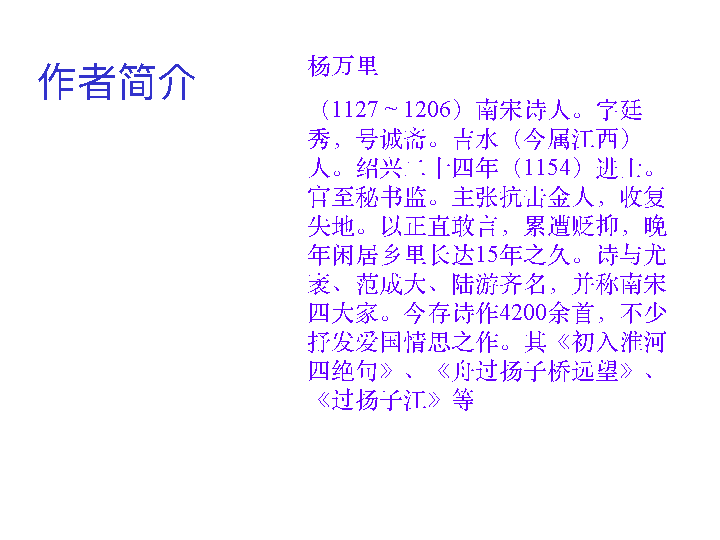 作者简介
杨万里
（1127 ~ 1206）南宋诗人。字廷
秀，号诚斋。吉水（今属江西）
人。绍兴二十四年（1154）进士。
官至秘书监。主张抗击金人，收复
失地。以正直敢言，累遭贬抑，晚
年闲居乡里长达15年之久。诗与尤
袤、范成大、陆游齐名，并称南宋
四大家。今存诗作4200余首，不少
抒发爱国情思之作。其《初入淮河
四绝句》、《舟过扬子桥远望》、
《过扬子江》等